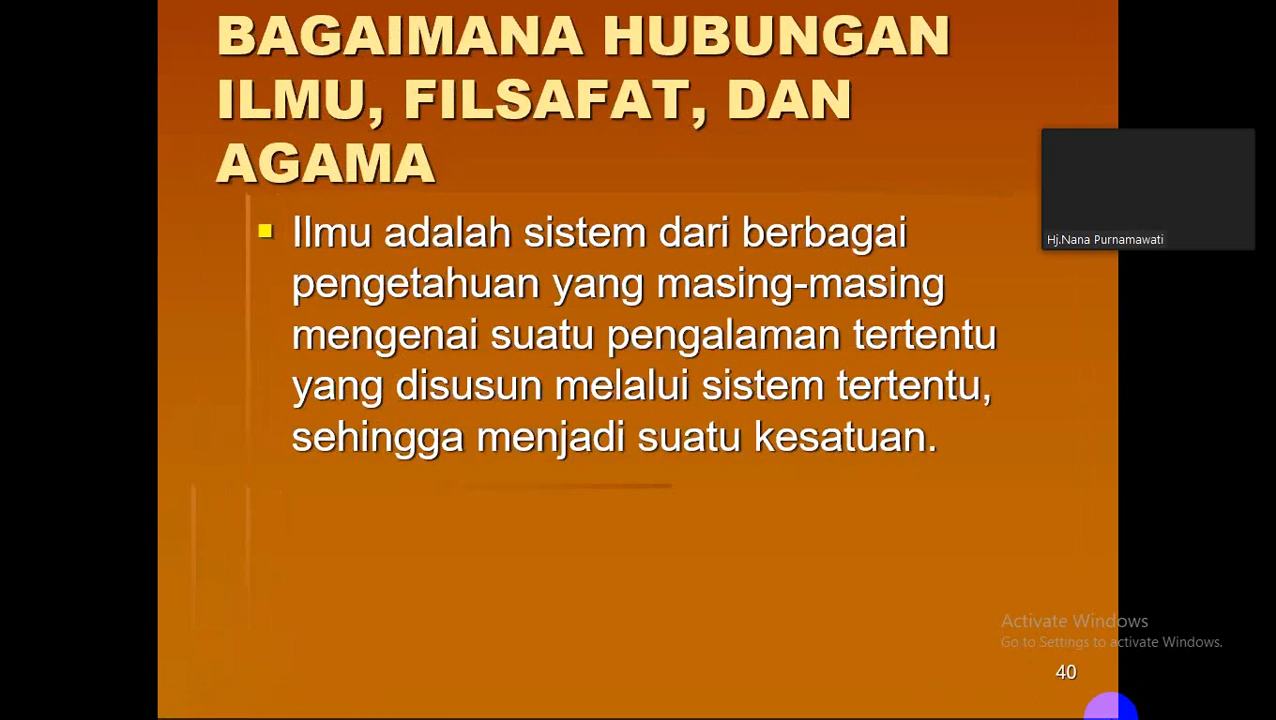 BAGAIMANA HUBUNGAN
ILMU, FILSAFAT, DAN
AGAMA
Ilmu adalah sistem dari berbagai
pengetahuan yang masing-masing
mengenai suatu pengalaman tertentu
yang disusun melalui sistem tertentu,
sehingga menjadi suatu kesatuan.
Hj.Nana Purnamawati
Activate Windows
Go to Settings to activate Windows.
40